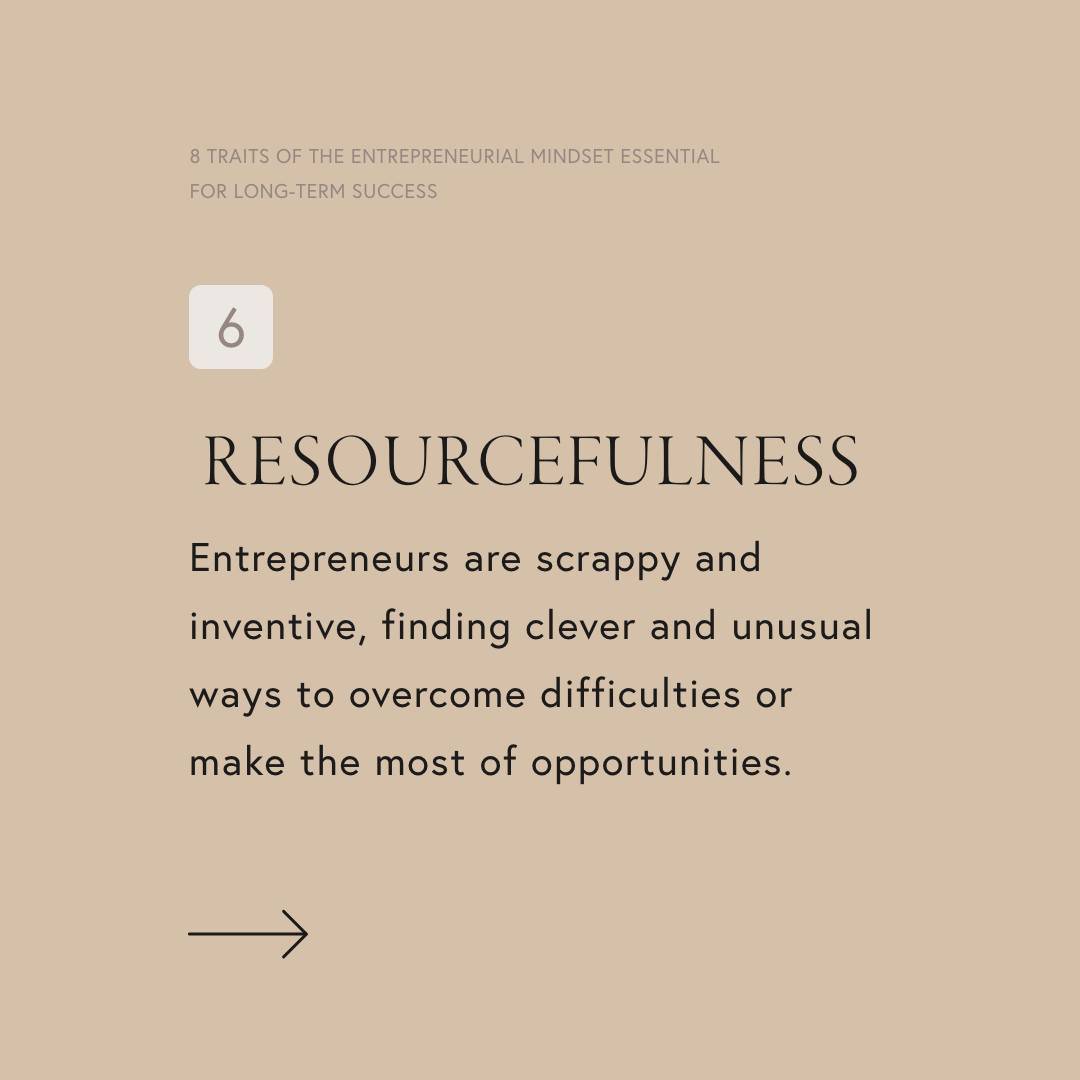 8 TRAITS OF THE ENTREPRENEURIAL MINDSET ESSENTIAL
FOR LONG-TERM SUCCESS
6
RESOURCEFULNESS
Entrepreneurs are scrappy and
inventive, finding clever and unusual
ways to overcome difficulties or
make the most of opportunities.